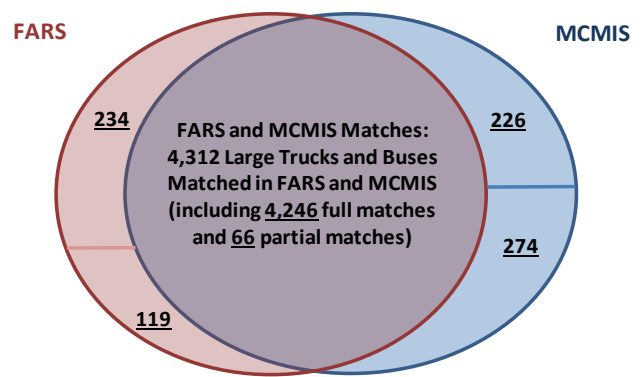 FARS
MCMIS
234
FARS and MCMIS Matches:
4,312 Large Trucks and Buses
Matched in FARS and MCMIS
(including 4,246 full matches
and 66 partial matches)
226
274
119